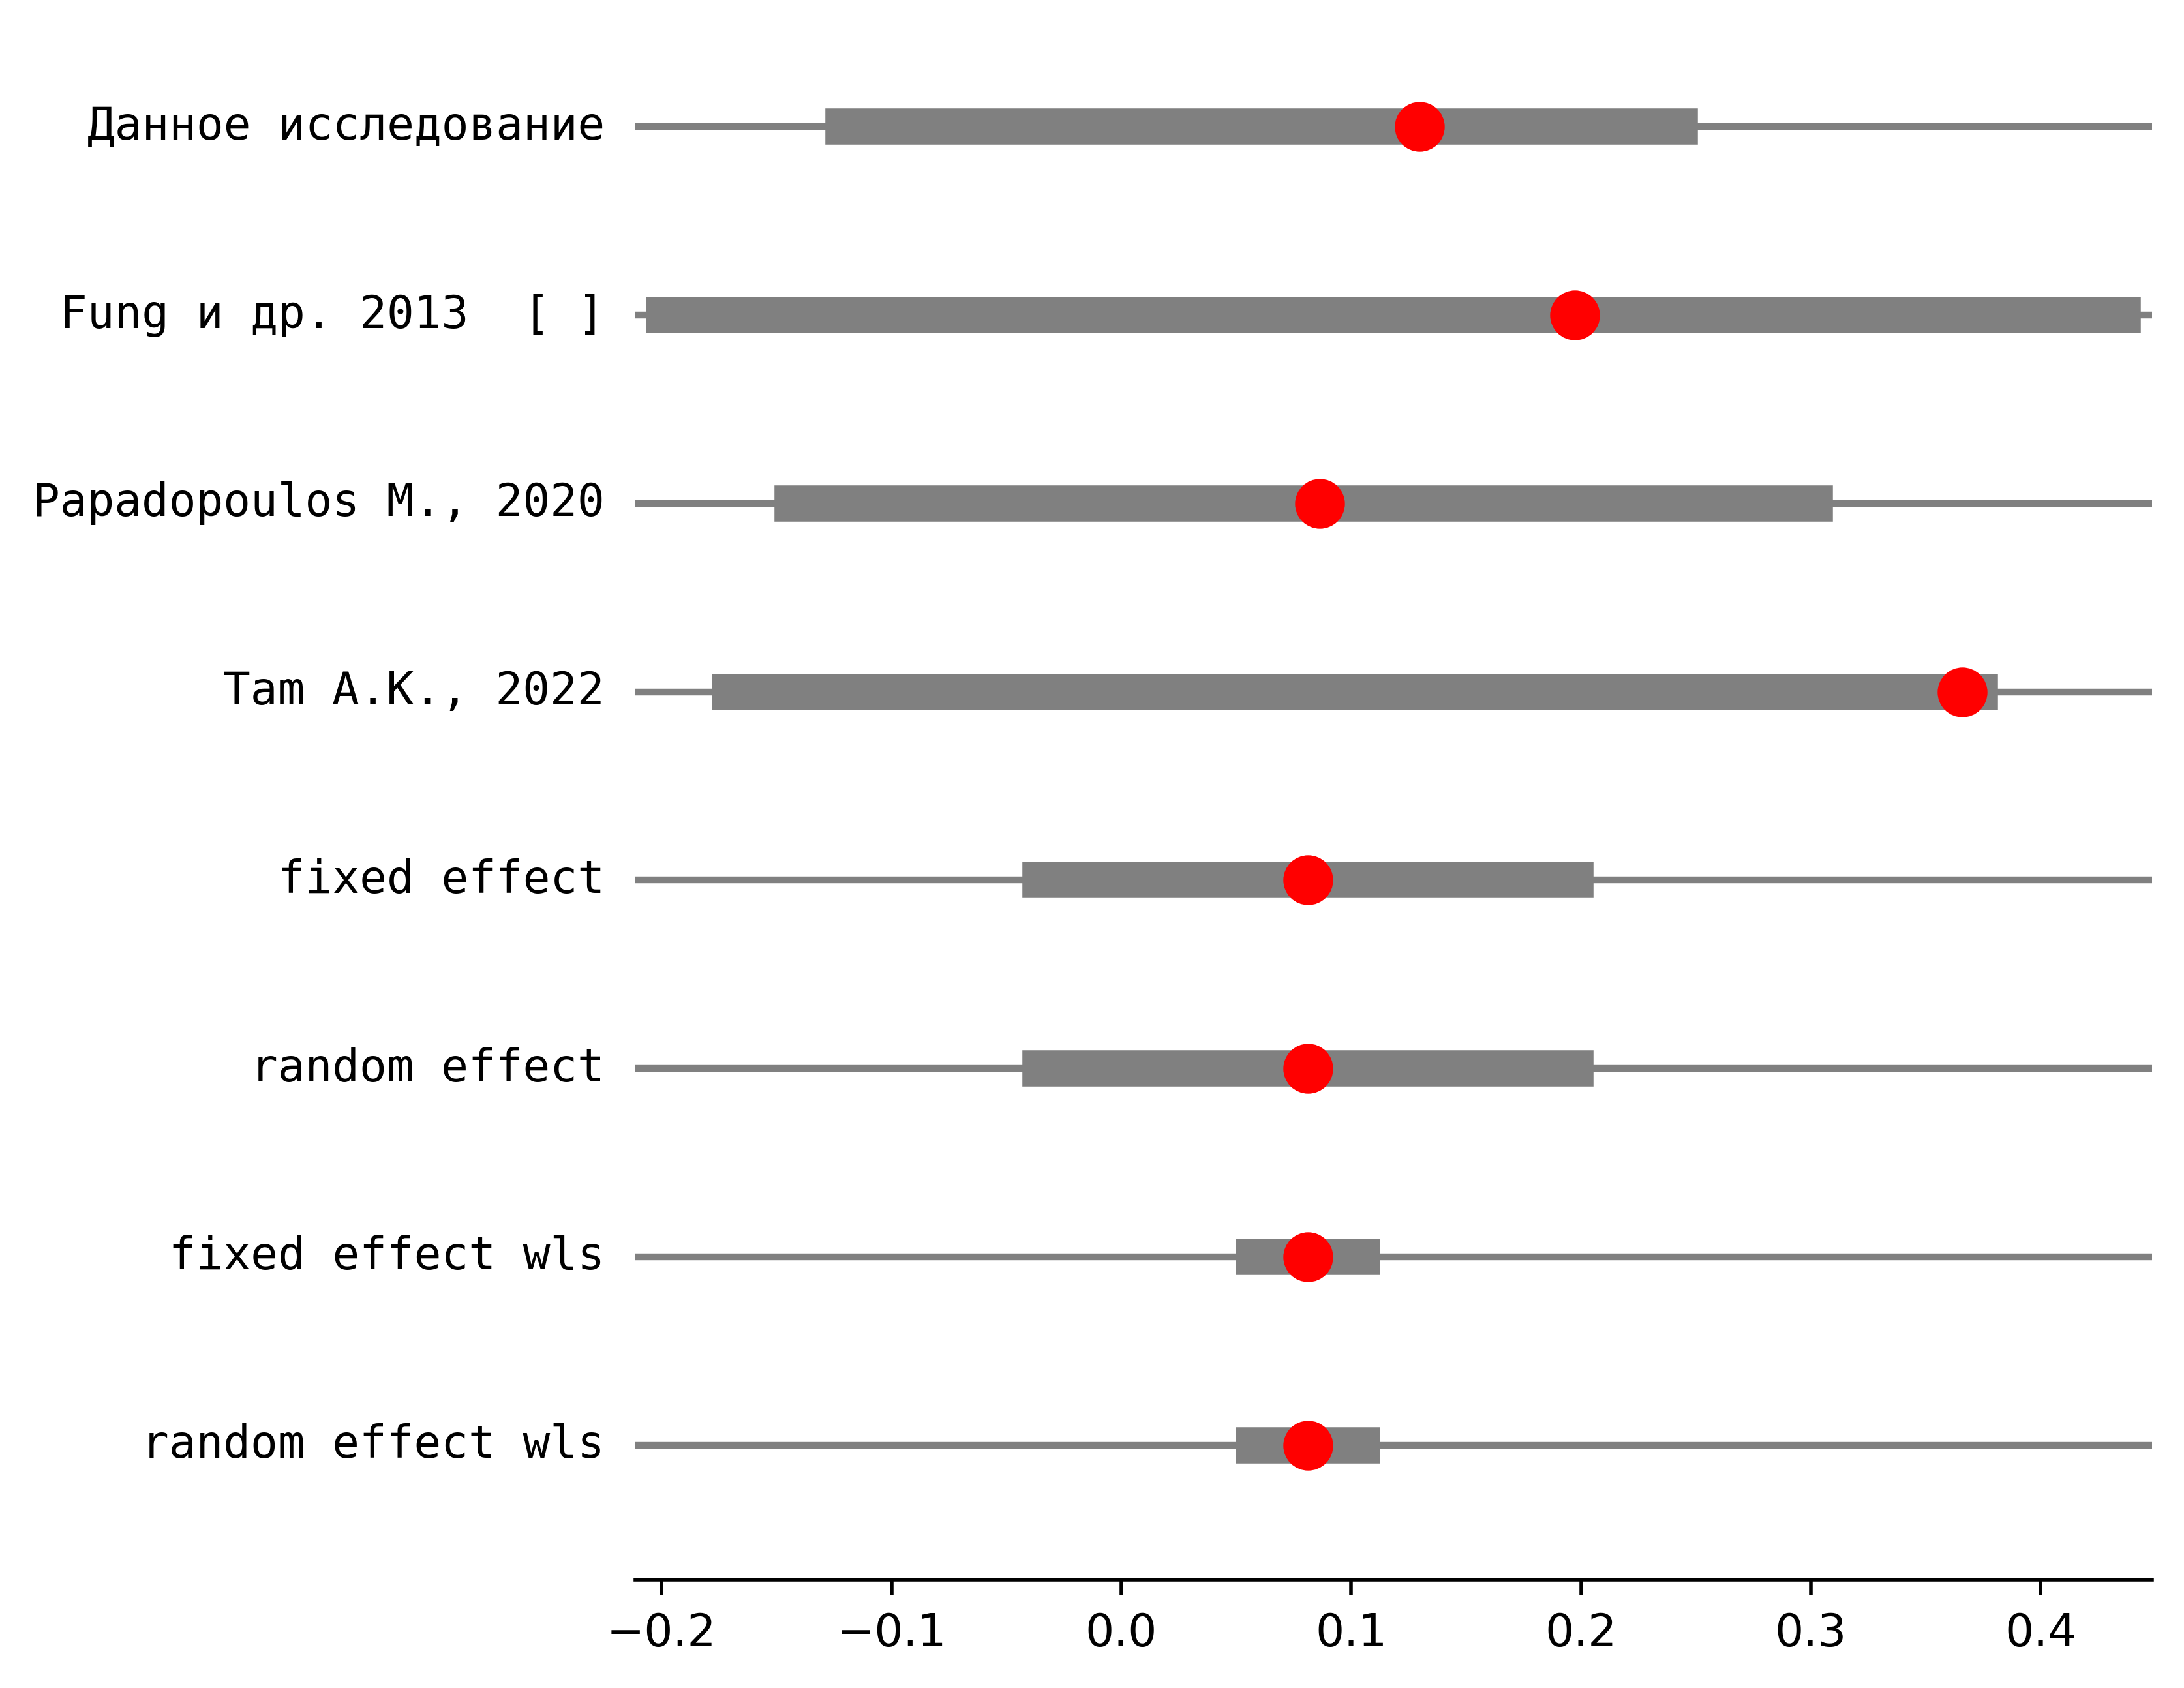 Данное исследование
Fung и др. 2013  [ ]
Papadopoulos M., 2020
Tam A.K., 2022
fixed effect
random effect
fixed effect wls
random effect wls
−0.2 −0.1 0.0 0.1 0.2 0.3 0.4